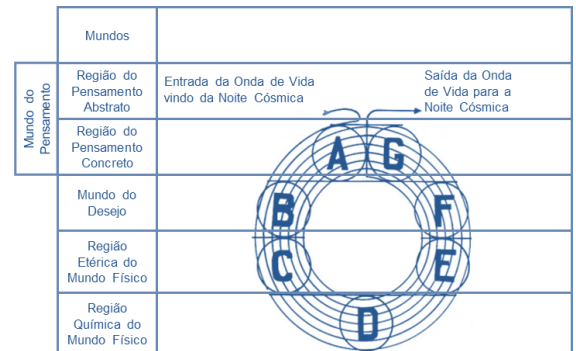 Mundos
Mundo do
Pensamento
Região do
Pensamento
Abstrato
Entrada da Onda de Vida
vindo da Noite Cósmica
Saída da Onda
de Vida para a
Noite Cósmica
Região do
Pensamento
Concreto
A G
Mundo do
Desejo
B F
Região
Etérica do
Mundo Físico
C E
Região
Química do
Mundo Físico
D